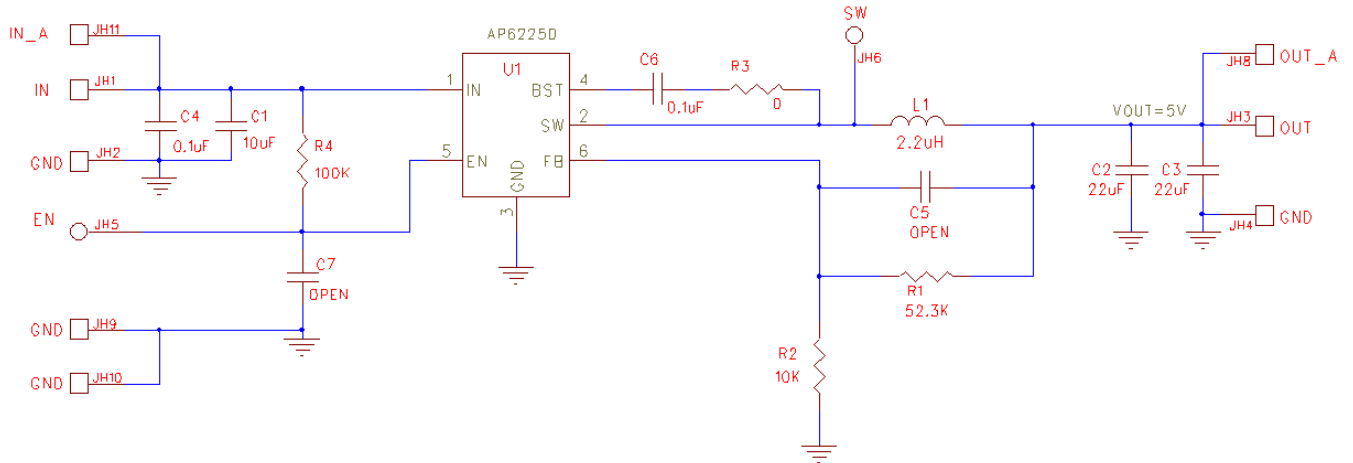 IN_A
JH11
AP6225D
SW
JH6
JH8
OUT_A
IN
JH1
1
IN
U1
BST
4
C6
0.1uF
R3
0
C4
0.1uF
C1
10uF
SW
2
L1
2.2uH
VOUT=5V
JH3
OUT
GND
JH2
R4
100K
5
EN
GND
3
FB
6
C5
OPEN
C2
22uF
C3
22uF
JH4
GND
EN
JH5
C7
OPEN
R1
52.3K
GND
JH9
GND
JH10
R2
10K